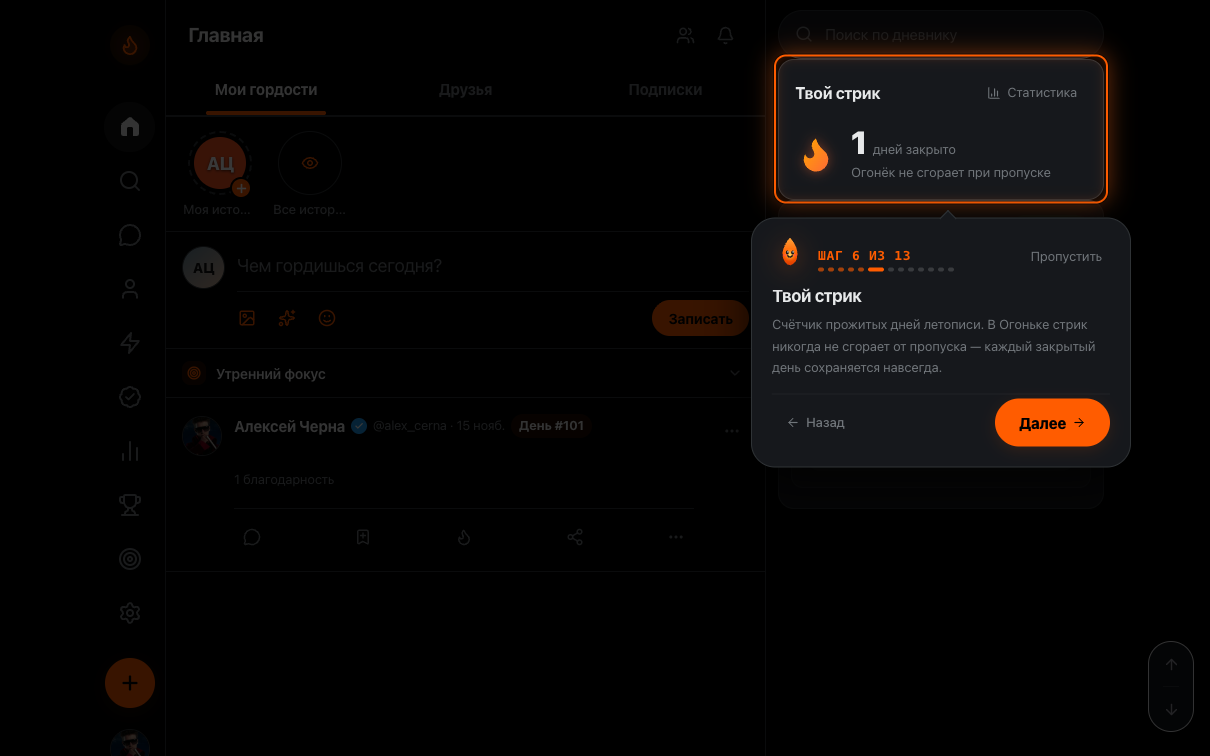 Главная
Мои гордости
Друзья
Подписки
АЦ
Моя исто...
Все истор...
АЦ
Чем гордишься сегодня?
Записать
Утренний фокус
Алексей Черна @alex_cerna · 15 нояб. День #101
1 благодарность
Поиск по дневнику
Твой стрик
Статистика
1 дней закрыто
Огонёк не сгорает при пропуске
ШАГ 6 ИЗ 13
Пропустить
Твой стрик
Счётчик прожитых дней летописи. В Огоньке стрик
никогда не сгорает от пропуска — каждый закрытый
день сохраняется навсегда.
← Назад
Далее →